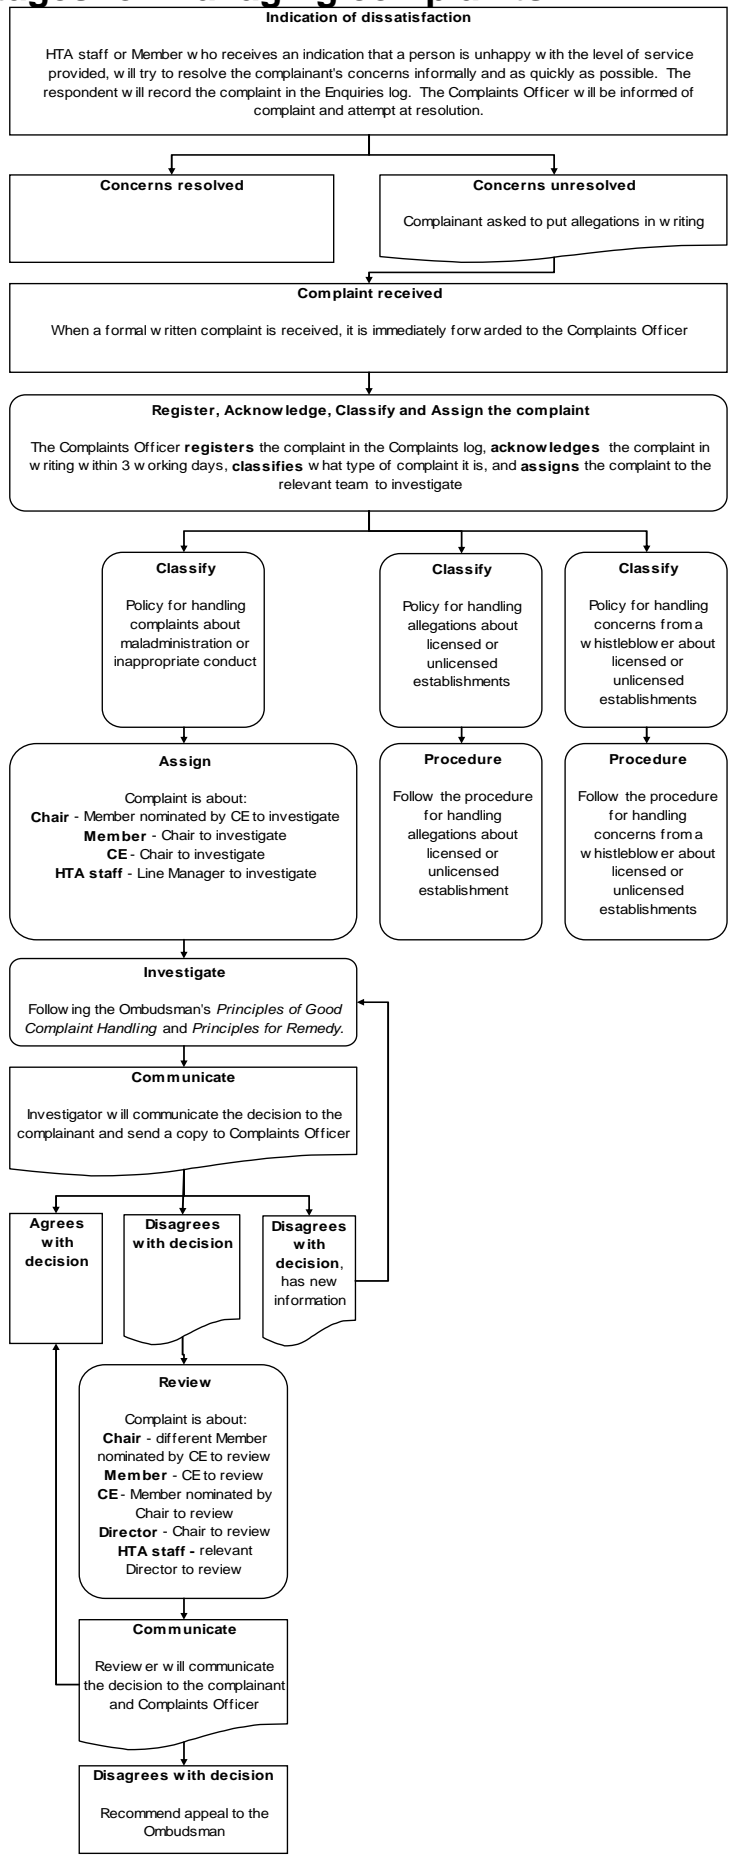 Indication of dissatisfaction
HTA staff or Member who receives an indication that a person is unhappy with the level of service
provided, will try to resolve the complainant's concerns informally and as quickly as possible. The
respondent will record the complaint in the Enquiries log. The Complaints Officer will be informed of
complaint and attempt at resolution.
Concerns resolved
Concerns unresolved
Complainant asked to put allegations in writing
Complaint received
When a formal written complaint is received, it is immediately forwarded to the Complaints Officer
Register, Acknowledge, Classify and Assign the complaint
The Complaints Officer registers the complaint in the Complaints log, acknowledges the complaint in
writing within 3 working days, classifies what type of complaint it is, and assigns the complaint to the
relevant team to investigate
Classify
Policy for handling
complaints about
maladministration or
inappropriate conduct
Classify
Policy for handling
allegations about
licensed or
unlicensed
establishments
Classify
Policy for handling
concerns from a
whistleblower about
licensed or
unlicensed
establishments
Assign
Complaint is about:
Chair - Member nominated by CE to investigate
Member - Chair to investigate
CE - Chair to investigate
HTA staff - Line Manager to investigate
Procedure
Follow the procedure
for handling
allegations about
licensed or
unlicensed
establishment
Procedure
Follow the procedure
for handling
concerns from a
whistleblower about
licensed or
unlicensed
establishments
Investigate
Following the Ombudsman's Principles of Good
Complaint Handling and Principles for Remedy.
Communicate
Investigator will communicate the decision to the
complainant and send a copy to Complaints Officer
Agrees
with
decision
Disagrees
with decision
Disagrees
with
decision,
has new
information
Review
Complaint is about:
Chair - different Member
nominated by CE to review
Member - CE to review
CE - Member nominated by
Chair to review
Director - Chair to review
HTA staff - relevant
Director to review
Communicate
Reviewer will communicate
the decision to the complainant
and Complaints Officer
Disagrees with decision
Recommend appeal to the
Ombudsman